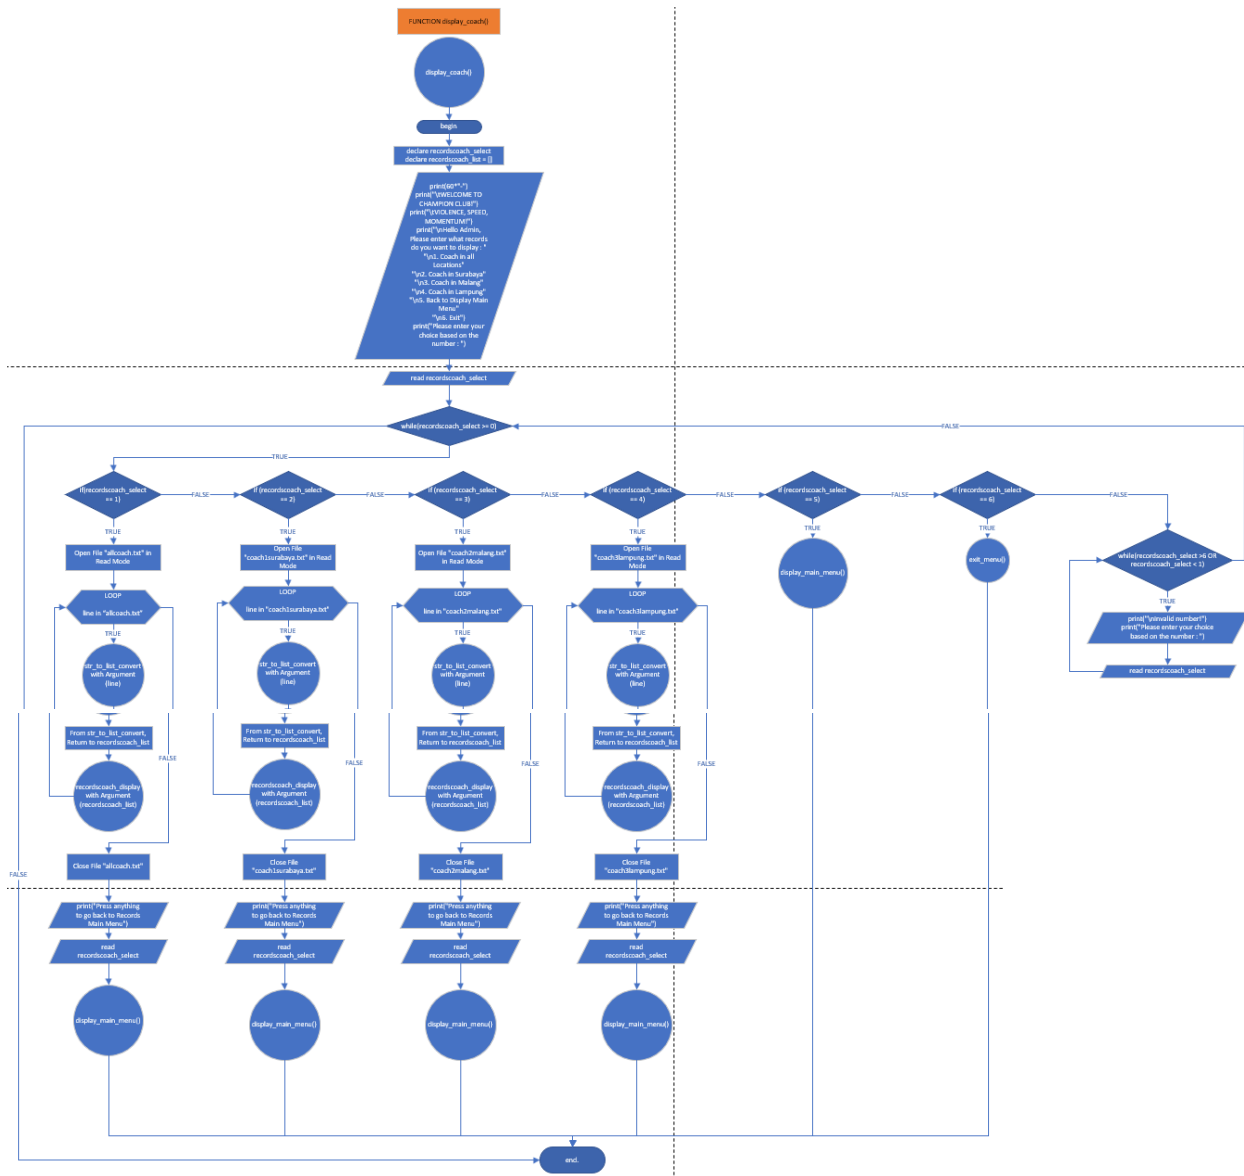 FUNCTION display_coach()
display_coach()
begin
declare recordscoach_select
declare recordscoach_list = []
print(60*"-")
print("\tWELCOME TO
CHAMPION CLUB!")
print("\tVIOLENCE, SPEED,
MOMENTUM!")
print("\nHello Admin,
Please enter what records
do you want to display : "
"\n1. Coach in all
Locations"
"\n2. Coach in Surabaya"
"\n3. Coach in Malang"
"\n4. Coach in Lampung"
"\n5. Back to Display Main
Menu"
"\n6. Exit")
print("Please enter your
choice based on the
number : ")
read recordscoach_select
while(recordscoach_select >= 0)
FALSE
TRUE
if(recordscoach_select
== 1)
FALSE
if (recordscoach_select
== 2)
FALSE
if (recordscoach_select
== 3)
FALSE
if (recordscoach_select
== 4)
FALSE
if (recordscoach_select
== 5)
FALSE
if (recordscoach_select
== 6)
FALSE
TRUE
TRUE
TRUE
TRUE
TRUE
TRUE
Open File "allcoach.txt" in
Read Mode
Open File
"coach1surabaya.txt" in Read
Mode
Open File "coach2malang.txt"
in Read Mode
Open File
"coach3lampung.txt" in Read
Mode
display_main_menu()
exit_menu()
while(recordscoach_select >6 OR
recordscoach_select < 1)
TRUE
print("\nInvalid number!")
print("Please enter your choice
based on the number : ")
read recordscoach_select
LOOP
line in "allcoach.txt"
LOOP
line in "coach1surabaya.txt"
LOOP
line in "coach2malang.txt"
LOOP
line in "coach3lampung.txt"
TRUE
TRUE
TRUE
TRUE
str_to_list_convert
with Argument
(line)
str_to_list_convert
with Argument
(line)
str_to_list_convert
with Argument
(line)
str_to_list_convert
with Argument
(line)
From str_to_list_convert,
Return to recordscoach_list
From str_to_list_convert,
Return to recordscoach_list
From str_to_list_convert,
Return to recordscoach_list
From str_to_list_convert,
Return to recordscoach_list
FALSE
FALSE
FALSE
FALSE
recordscoach_display
with Argument
(recordscoach_list)
recordscoach_display
with Argument
(recordscoach_list)
recordscoach_display
with Argument
(recordscoach_list)
recordscoach_display
with Argument
(recordscoach_list)
Close File "allcoach.txt"
Close File
"coach1surabaya.txt"
Close File
"coach2malang.txt"
Close File
"coach3lampung.txt"
FALSE
print("Press anything
to go back to Records
Main Menu")
print("Press anything
to go back to Records
Main Menu")
print("Press anything
to go back to Records
Main Menu")
print("Press anything
to go back to Records
Main Menu")
read
recordscoach_select
read
recordscoach_select
read
recordscoach_select
read
recordscoach_select
display_main_menu()
display_main_menu()
display_main_menu()
display_main_menu()
end.